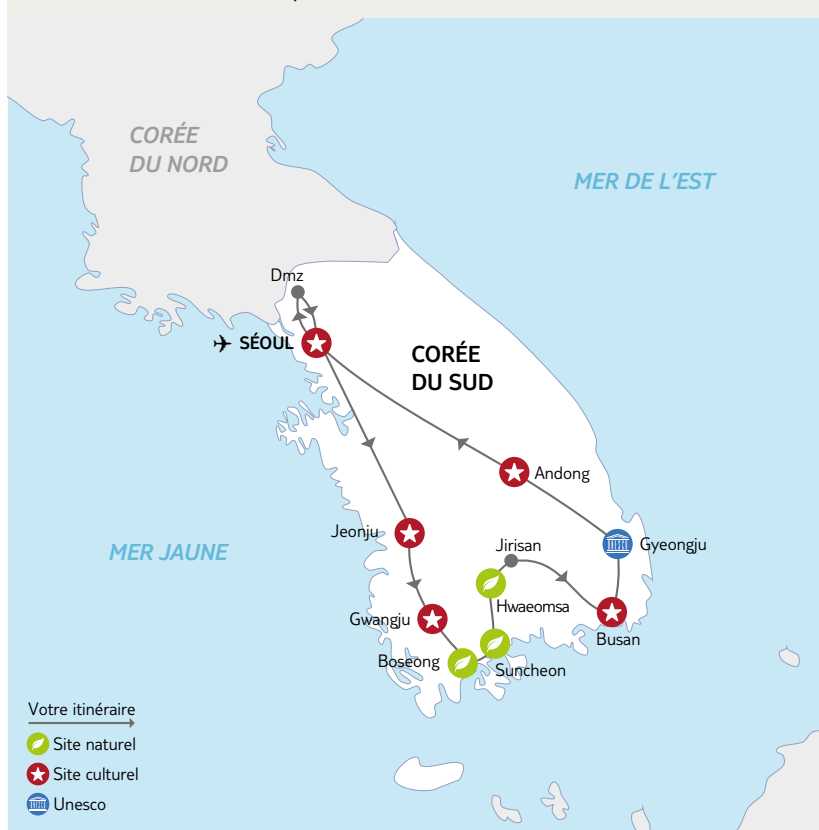 CORÉE
DU NORD
MER DE L'EST
Dmz
SÉOUL
CORÉE
DU SUD
Andong
Jeonju
Jirisan
Gyeongju
MER JAUNE
Hwaeomsa
Gwangju
Busan
Boseong
Suncheon
Votre itinéraire
Site naturel
Site culturel
Unesco